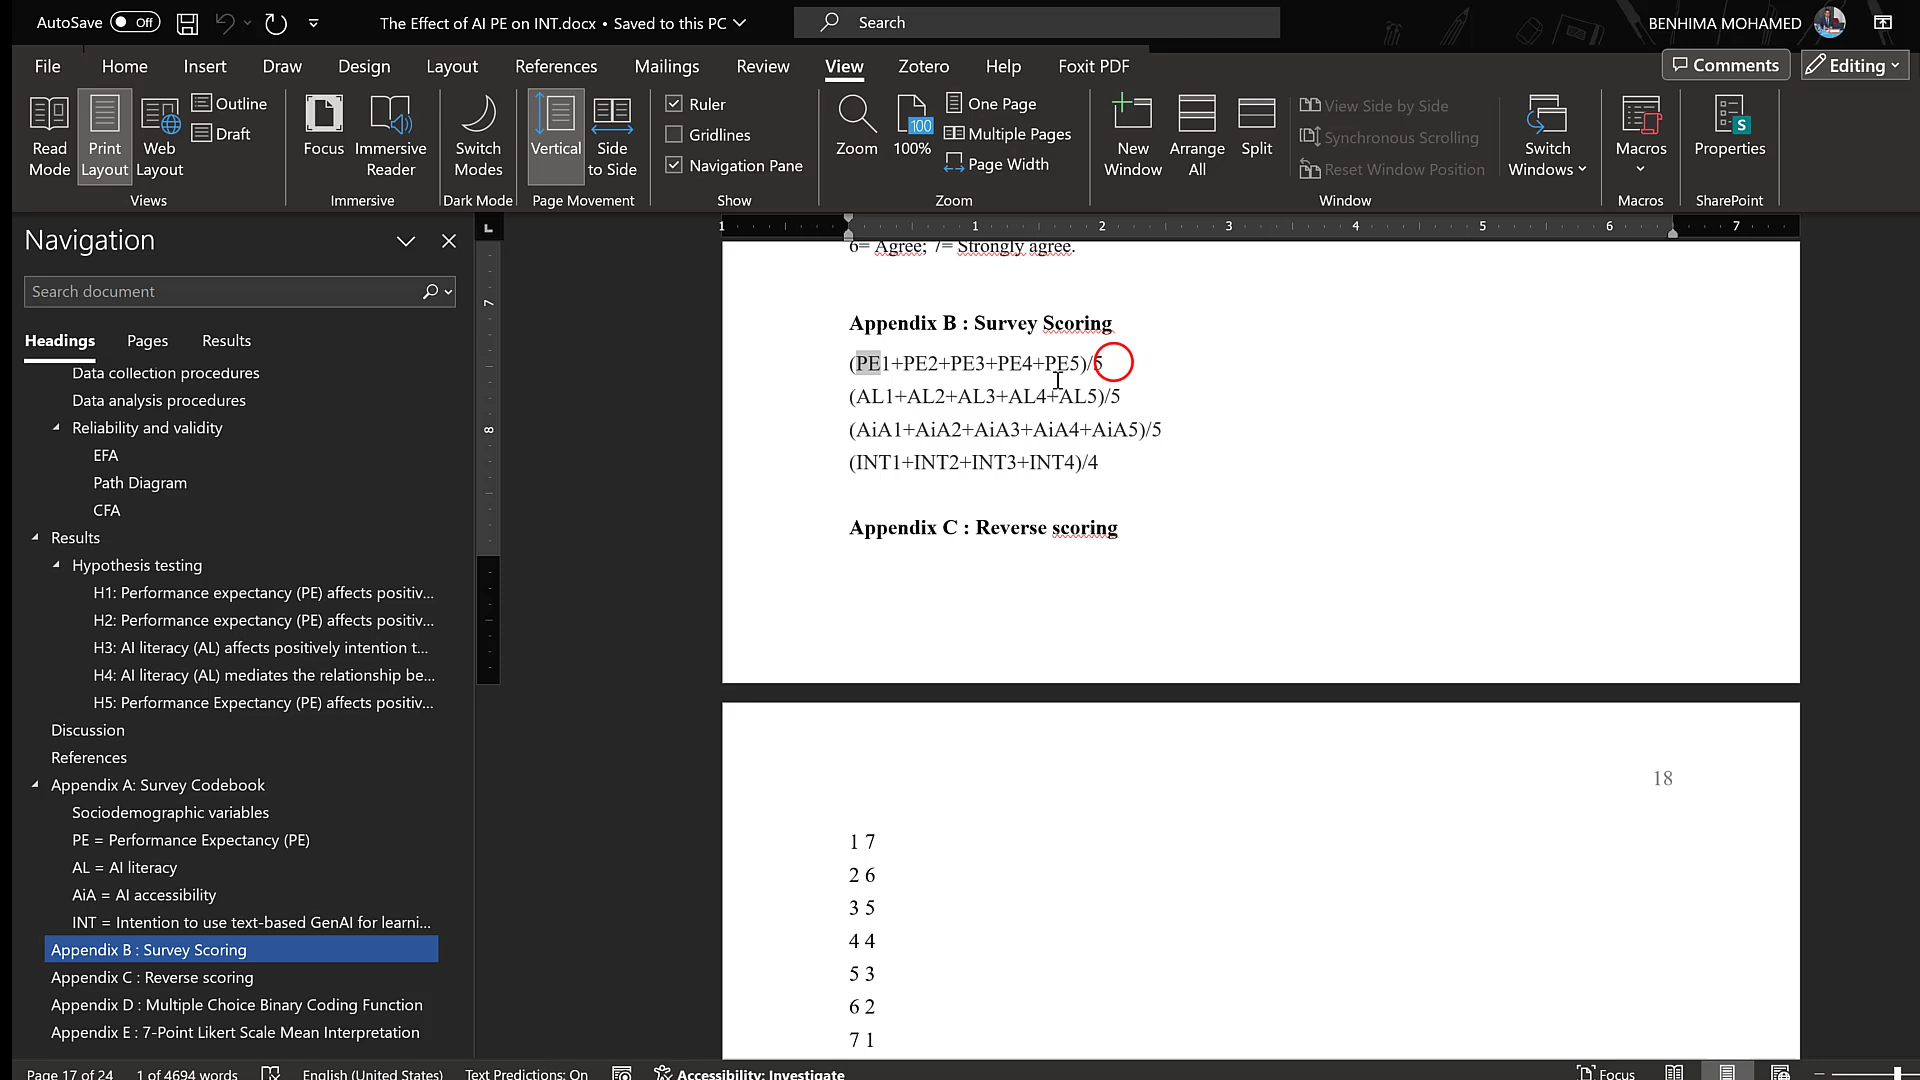 AutoSave Off The Effect of AI PE on INT.docx • Saved to this PC Search BENHIMA MOHAMED
File Home Insert Draw Design Layout References Mailings Review View Zotero Help Foxit PDF Comments Editing
Read Mode Print Layout Web Layout Outline Draft
Views
Focus Immersive Reader
Immersive
Switch Modes
Dark Mode
Vertical Side to Side
Page Movement
Ruler
Gridlines
Navigation Pane
Show
Zoom 100 100% One Page Multiple Pages Page Width
Zoom
New Window Arrange All Split View Side by Side Synchronous Scrolling Reset Window Position Switch Windows
Window
Macros
Macros
S Properties
SharePoint
Navigation
Search document
Headings Pages Results
Data collection procedures
Data analysis procedures
Reliability and validity
EFA
Path Diagram
CFA
Results
Hypothesis testing
H1: Performance expectancy (PE) affects positiv...
H2: Performance expectancy (PE) affects positiv...
H3: AI literacy (AL) affects positively intention t...
H4: AI literacy (AL) mediates the relationship be...
H5: Performance Expectancy (PE) affects positiv...
Discussion
References
Appendix A: Survey Codebook
Sociodemographic variables
PE = Performance Expectancy (PE)
AL = AI literacy
AiA = AI accessibility
INT = Intention to use text-based GenAI for learni...
Appendix B : Survey Scoring
Appendix C : Reverse scoring
Appendix D : Multiple Choice Binary Coding Function
Appendix E : 7-Point Likert Scale Mean Interpretation
L
7
8
1 1 2 3 4 5 6 7
6= Agree; 7= Strongly agree.
Appendix B : Survey Scoring
(PE1+PE2+PE3+PE4+PE5)/5
(AL1+AL2+AL3+AL4+AL5)/5
(AiA1+AiA2+AiA3+AiA4+AiA5)/5
(INT1+INT2+INT3+INT4)/4
Appendix C : Reverse scoring
18
1 7
2 6
3 5
4 4
5 3
6 2
7 1
Page 17 of 24 1 of 4694 words English (United States) Text Predictions: On Accessibility: Investigate Focus